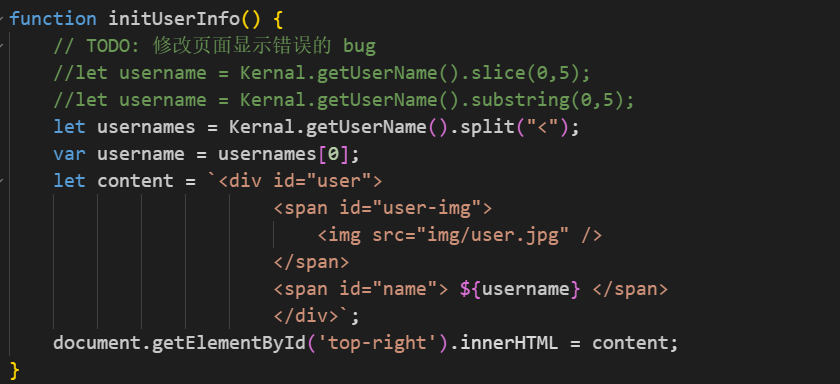 function initUserInfo() {
// TODO: 修改页面显示错误的 bug
//let username = Kernal.getUserName().slice(0,5);
//let username = Kernal.getUserName().substring(0,5);
let usernames = Kernal.getUserName().split("<");
var username = usernames[0];
let content = `<div id="user">
<span id="user-img">
<img src="img/user.jpg" />
</span>
<span id="name"> ${username} </span>
</div>`;
document.getElementById('top-right').innerHTML = content;
}